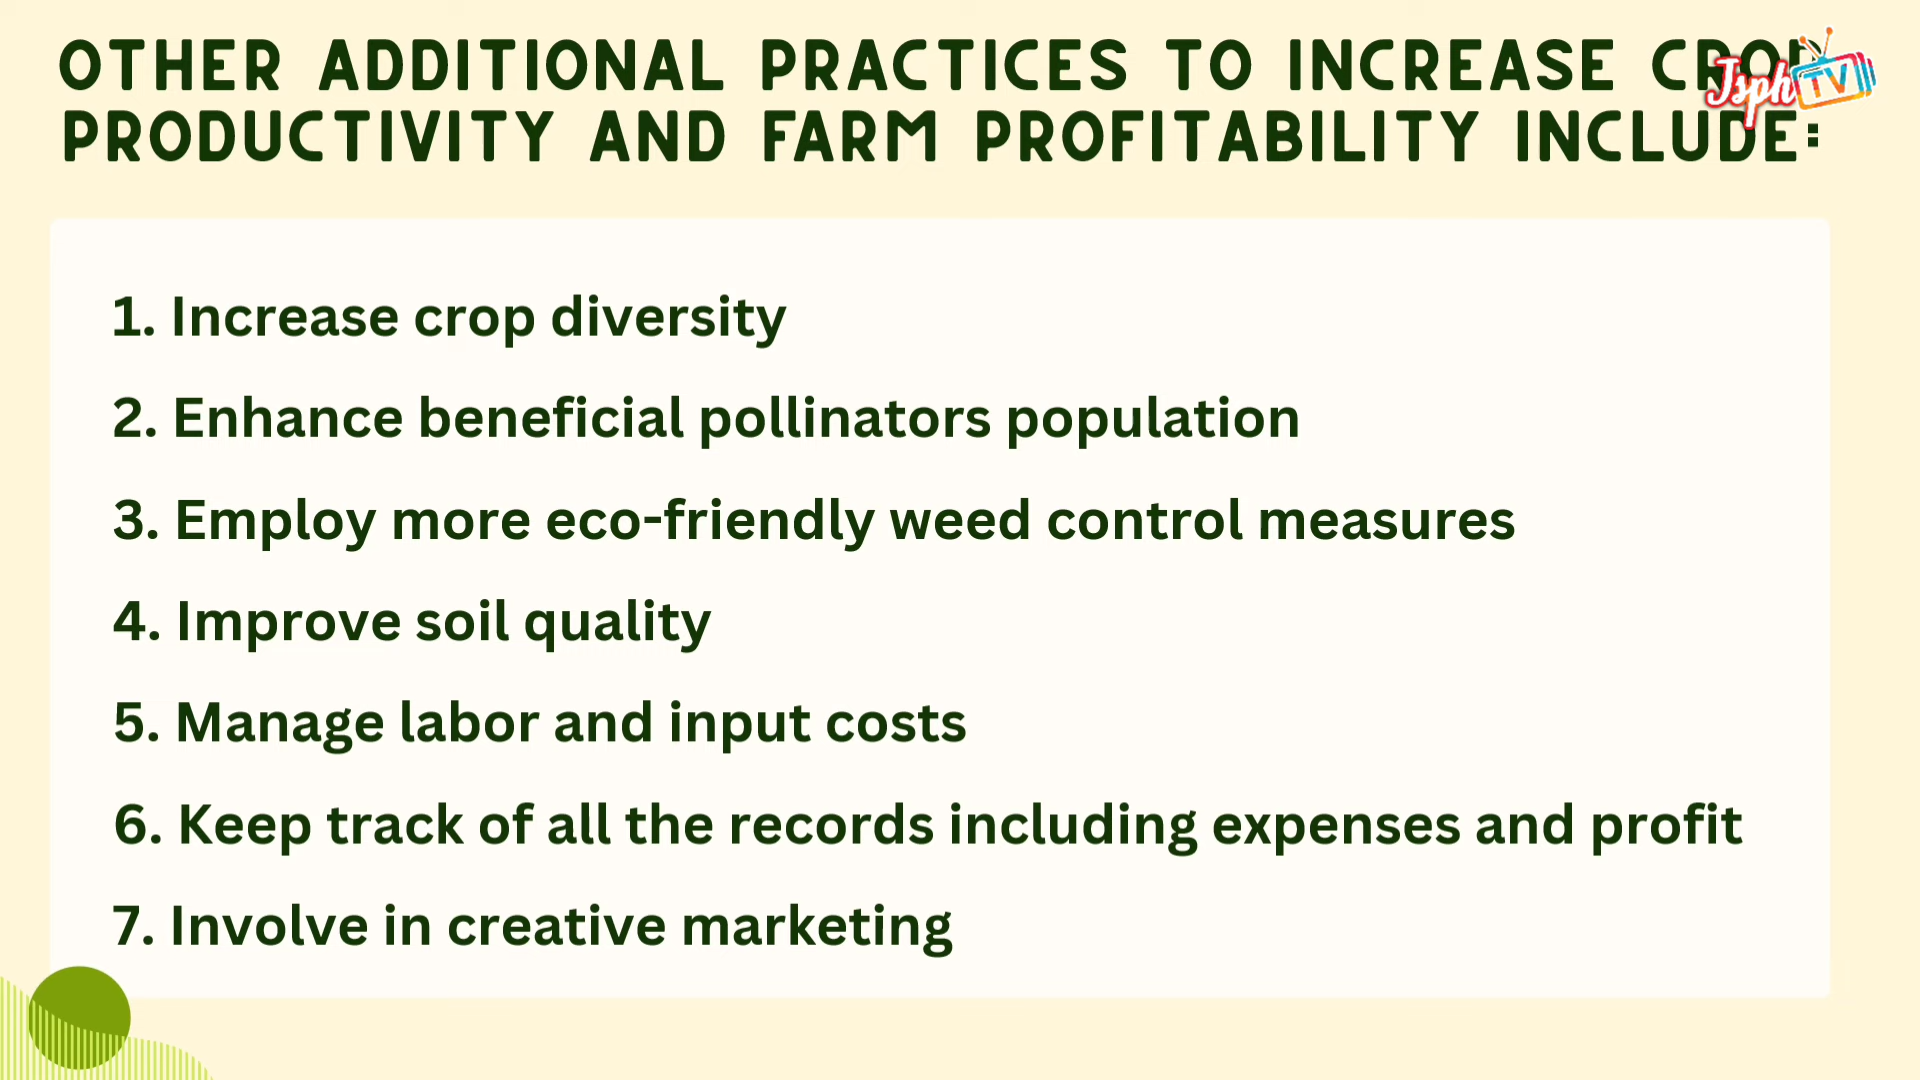 OTHER ADDITIONAL PRACTICES TO INCREASE CROP
PRODUCTIVITY AND FARM PROFITABILITY INCLUDE:
Jsph TV
1. Increase crop diversity
2. Enhance beneficial pollinators population
3. Employ more eco-friendly weed control measures
4. Improve soil quality
5. Manage labor and input costs
6. Keep track of all the records including expenses and profit
7. Involve in creative marketing